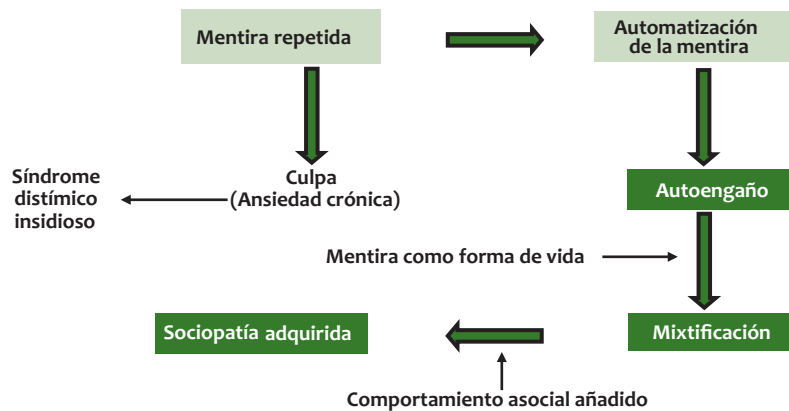 Mentira repetida
Automatización
de la mentira
Síndrome
distímico
insidioso
Culpa
(Ansiedad crónica)
Autoengaño
Mentira como forma de vida
Sociopatía adquirida
Mixtificación
Comportamiento asocial añadido